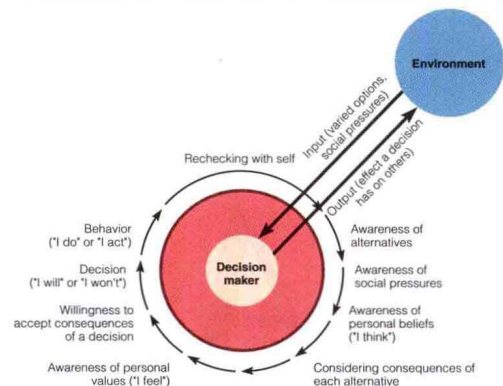 Environment
Input (varied options,
social pressures)
Output (effect a decision
has on others)
Rechecking with self
Awareness of
alternatives
Awareness of
social pressures
Awareness of
personal beliefs
("I think")
Considering consequences of
each alternative
Awareness of personal
values ("I feel")
Willingness to
accept consequences
of a decision
Decision
("I will" or "I won't")
Behavior
("I do" or "I act")
Decision
maker